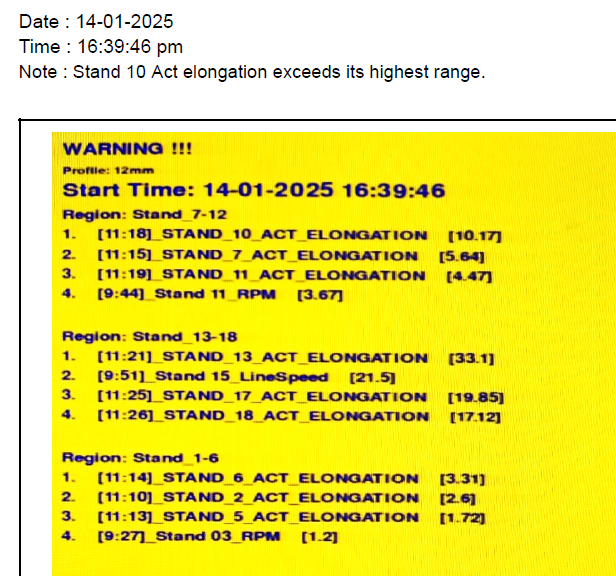 Date : 14-01-2025
Time : 16:39:46 pm
Note : Stand 10 Act elongation exceeds its highest range.
WARNING !!!
Profile: 12mm
Start Time: 14-01-2025 16:39:46
Region: Stand_7-12
1. [11:18]_STAND_10_ACT_ELONGATION [10.17]
2. [11:15]_STAND_7_ACT_ELONGATION [5.64]
3. [11:19]_STAND_11_ACT_ELONGATION [4.47]
4. [9:44]_Stand 11_RPM [3.67]
Region: Stand_13-18
1. [11:21]_STAND_13_ACT_ELONGATION [33.1]
2. [9:51]_Stand 15_LineSpeed [21.5]
3. [11:25]_STAND_17_ACT_ELONGATION [19.85]
4. [11:26]_STAND_18_ACT_ELONGATION [17.12]
Region: Stand_1-6
1. [11:14]_STAND_6_ACT_ELONGATION [3.31]
2. [11:10]_STAND_2_ACT_ELONGATION [2.6]
3. [11:13]_STAND_5_ACT_ELONGATION [1.72]
4. [9:27]_Stand 03_RPM [1.2]